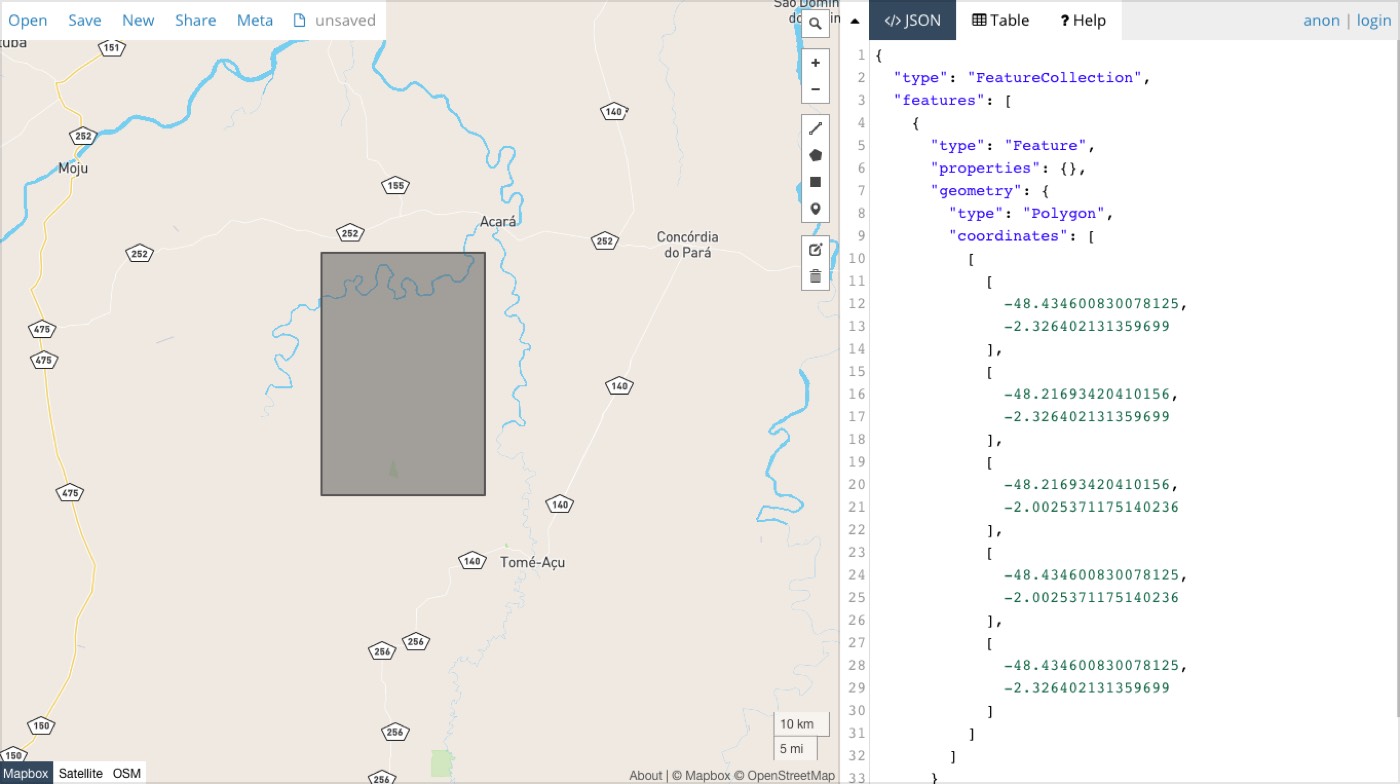 Open Save New Share Meta unsaved
151
São Domin
140
252
Moju
155
Acará
252
252
252
Concórdia
do Pará
475
475
140
475
140
140
Tomé-Açu
256
256
150
256
150
256
10 km
5 mi
Mapbox Satellite OSM
About | © Mapbox © OpenStreetMap
</> JSON Table ? Help
anon | login
1 {
2 "type": "FeatureCollection",
3 "features": [
4 {
5 "type": "Feature",
6 "properties": {},
7 "geometry": {
8 "type": "Polygon",
9 "coordinates": [
10 [
11 [
12 -48.434600830078125,
13 -2.326402131359699
14 ],
15 [
16 -48.21693420410156,
17 -2.326402131359699
18 ],
19 [
20 -48.21693420410156,
21 -2.0025371175140236
22 ],
23 [
24 -48.434600830078125,
25 -2.0025371175140236
26 ],
27 [
28 -48.434600830078125,
29 -2.326402131359699
30 ]
31 ]
32 ]
33 }